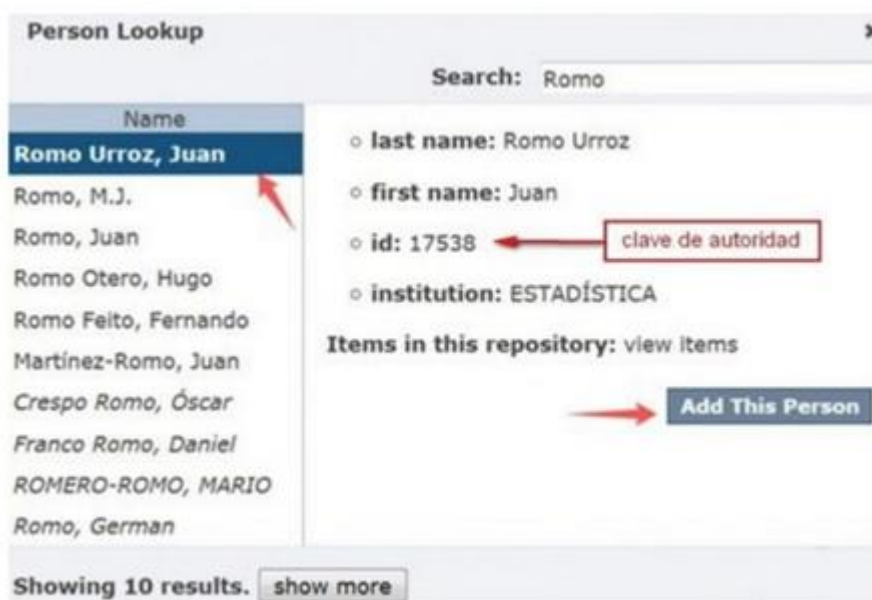 Person Lookup
Search: Romo
Name
Romo Urroz, Juan
Romo, M.J.
Romo, Juan
Romo Otero, Hugo
Romo Feito, Fernando
Martínez-Romo, Juan
Crespo Romo, Óscar
Franco Romo, Daniel
ROMERO-ROMO, MARIO
Romo, German
last name: Romo Urroz
first name: Juan
id: 17538
clave de autoridad
institution: ESTADÍSTICA
Items in this repository: view items
Add This Person
Showing 10 results. show more